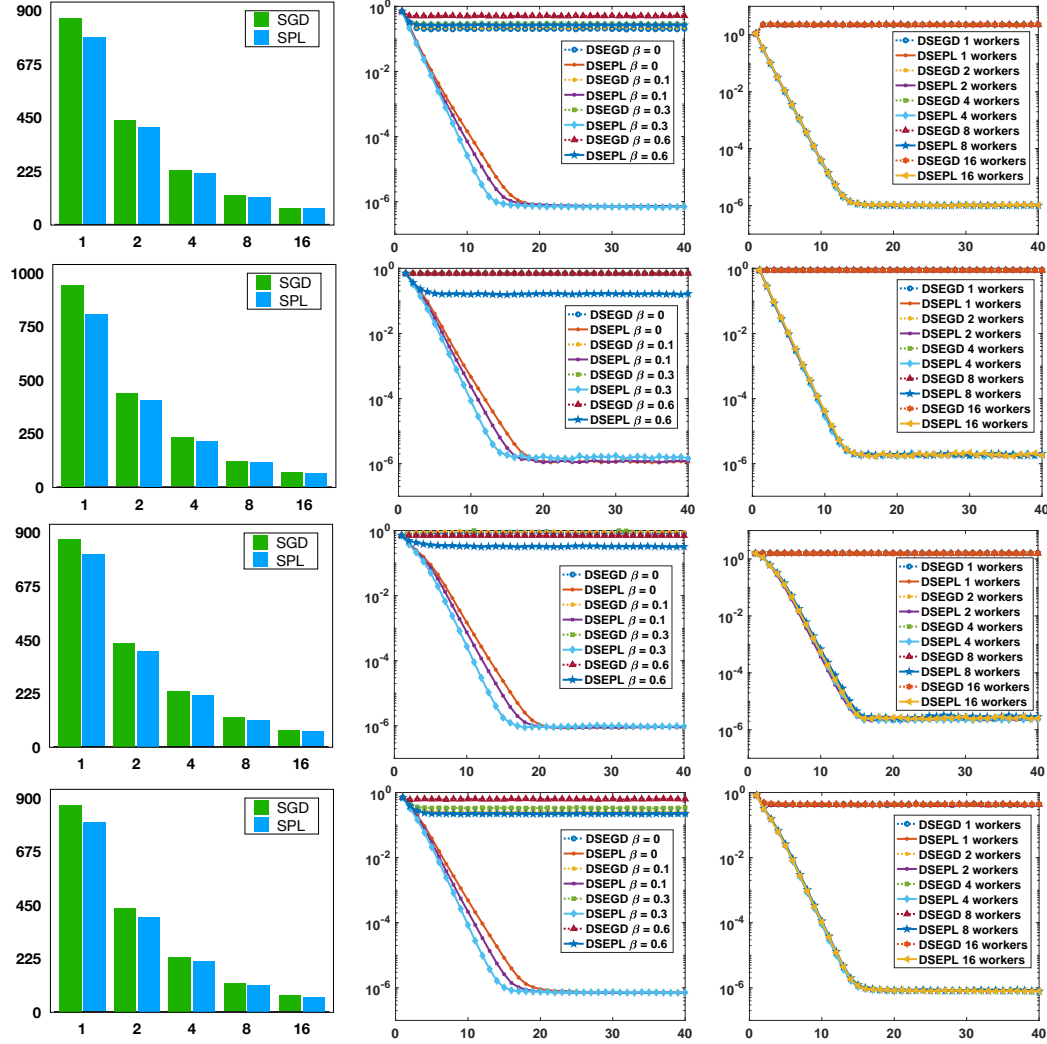 900
675
450
225
0
SGD
SPL
1 2 4 8 16
10^0
10^-2
10^-4
10^-6
DSEGD β = 0
DSEPL β = 0
DSEGD β = 0.1
DSEPL β = 0.1
DSEGD β = 0.3
DSEPL β = 0.3
DSEGD β = 0.6
DSEPL β = 0.6
0 10 20 30 40
10^0
10^-2
10^-4
10^-6
DSEGD 1 workers
DSEPL 1 workers
DSEGD 2 workers
DSEPL 2 workers
DSEGD 4 workers
DSEPL 4 workers
DSEGD 8 workers
DSEPL 8 workers
DSEGD 16 workers
DSEPL 16 workers
0 10 20 30 40
1000
750
500
250
0
SGD
SPL
1 2 4 8 16
10^0
10^-2
10^-4
10^-6
DSEGD β = 0
DSEPL β = 0
DSEGD β = 0.1
DSEPL β = 0.1
DSEGD β = 0.3
DSEPL β = 0.3
DSEGD β = 0.6
DSEPL β = 0.6
0 10 20 30 40
10^0
10^-2
10^-4
10^-6
DSEGD 1 workers
DSEPL 1 workers
DSEGD 2 workers
DSEPL 2 workers
DSEGD 4 workers
DSEPL 4 workers
DSEGD 8 workers
DSEPL 8 workers
DSEGD 16 workers
DSEPL 16 workers
0 10 20 30 40
900
675
450
225
0
SGD
SPL
1 2 4 8 16
10^0
10^-2
10^-4
10^-6
DSEGD β = 0
DSEPL β = 0
DSEGD β = 0.1
DSEPL β = 0.1
DSEGD β = 0.3
DSEPL β = 0.3
DSEGD β = 0.6
DSEPL β = 0.6
0 10 20 30 40
10^0
10^-2
10^-4
10^-6
DSEGD 1 workers
DSEPL 1 workers
DSEGD 2 workers
DSEPL 2 workers
DSEGD 4 workers
DSEPL 4 workers
DSEGD 8 workers
DSEPL 8 workers
DSEGD 16 workers
DSEPL 16 workers
0 10 20 30 40
900
675
450
225
0
SGD
SPL
1 2 4 8 16
10^0
10^-2
10^-4
10^-6
DSEGD β = 0
DSEPL β = 0
DSEGD β = 0.1
DSEPL β = 0.1
DSEGD β = 0.3
DSEPL β = 0.3
DSEGD β = 0.6
DSEPL β = 0.6
0 10 20 30 40
10^0
10^-2
10^-4
10^-6
DSEGD 1 workers
DSEPL 1 workers
DSEGD 2 workers
DSEPL 2 workers
DSEGD 4 workers
DSEPL 4 workers
DSEGD 8 workers
DSEPL 8 workers
DSEGD 16 workers
DSEPL 16 workers
0 10 20 30 40